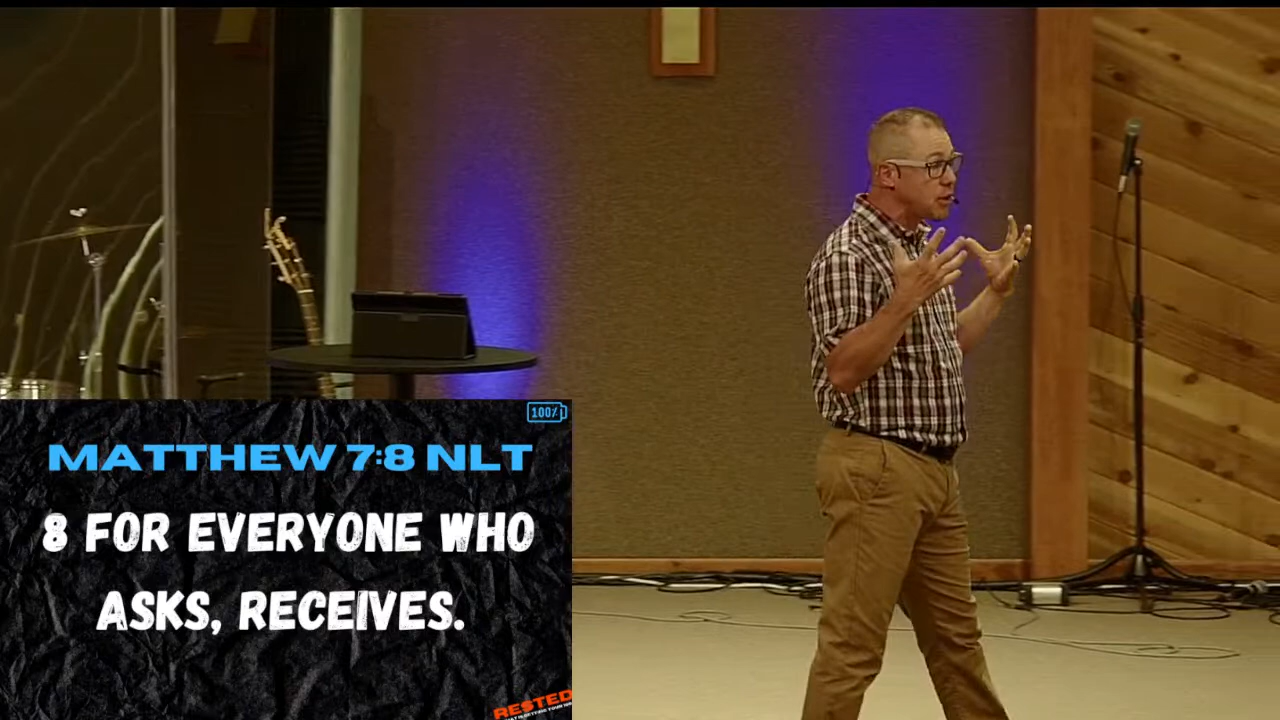 100%
MATTHEW 7:8 NLT
8 FOR EVERYONE WHO
ASKS, RECEIVES.
RESTED